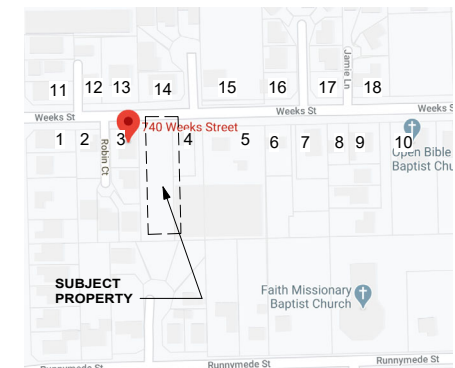 Jamie Ln
11 12 13 14 15 16 17 18
Weeks St
Weeks St
Weeks S
740 Weeks Street
1 2 3 4 5 6 7 8 9 10
Robin Ct
Open Bible
Baptist Chu
SUBJECT
PROPERTY
Faith Missionary
Baptist Church
Runnymede St
Runnymede St
Runnymede St